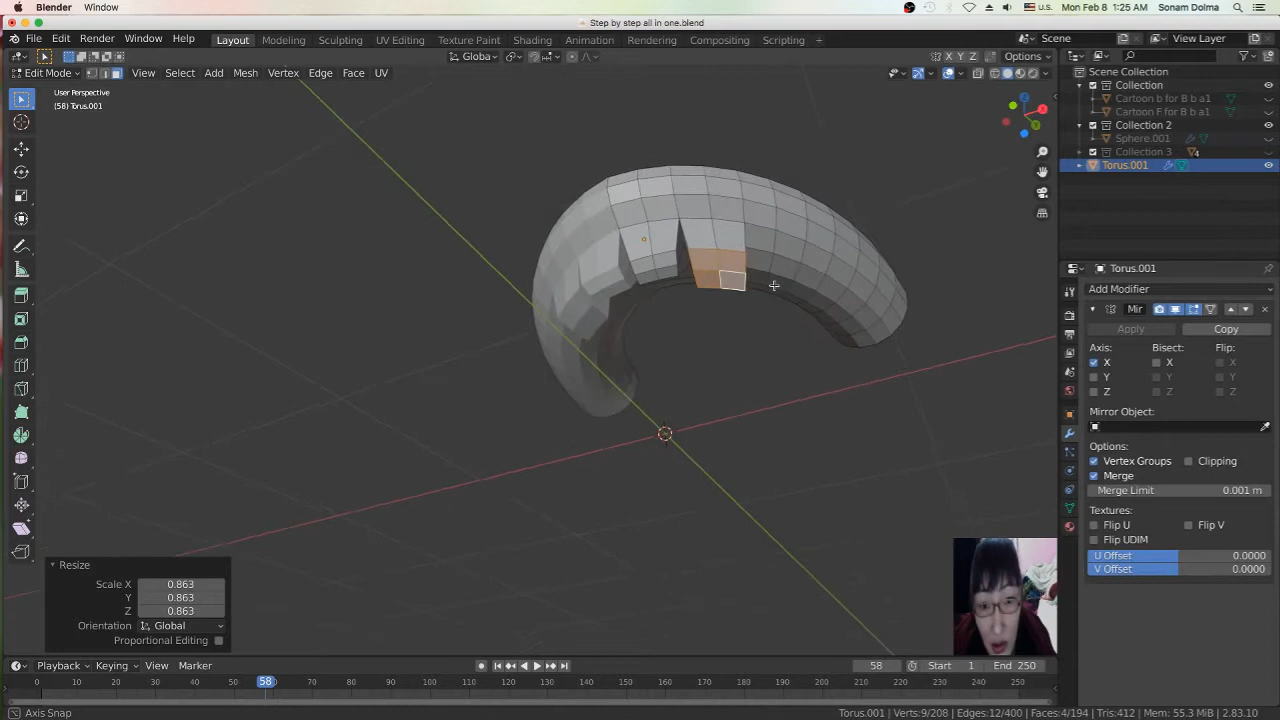 Blender Window U.S. Mon Feb 8 1:25 AM Sonam Dolma
Step by step all in one.blend
File Edit Render Window Help Layout Modeling Sculpting UV Editing Texture Paint Shading Animation Rendering Compositing Scripting + Scene View Layer
Globa X Y Z Options
Edit Mode View Select Add Mesh Vertex Edge Face UV
User Perspective
(58) Torus.001
Scene Collection
Collection
Cartoon b for B b a1
Cartoon F for B b a1
Collection 2
Sphere.001
Collection 3 4
Torus.001
Torus.001
Add Modifier
Mir
Apply Copy
Axis: Bisect: Flip:
X X X
Y Y Y
Z Z Z
Mirror Object:
Options:
Vertex Groups Clipping
Merge
Merge Limit 0.001 m
Textures:
Flip U Flip V
Flip UDIM
U Offset 0.0000
V Offset 0.0000
Resize
Scale X 0.863
Y 0.863
Z 0.863
Orientation Global
Proportional Editing
Playback Keying View Marker 58 Start 1 End 250
0 10 20 30 40 50 58 70 80 90 100 110 120 130 140 150 160 170 180 190 200 210 220 230 240 250
Axis Snap Torus.001 | Verts:9/208 | Edges:12/400 | Faces:4/194 | Tris:412 | Mem: 55.3 MiB | 2.83.10